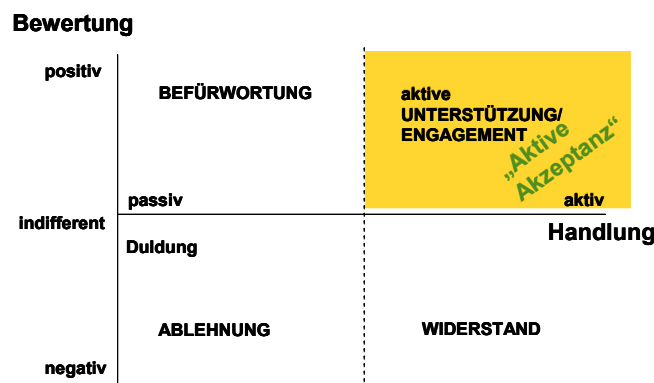 Bewertung
positiv
BEFÜRWORTUNG
aktive
UNTERSTÜTZUNG/
ENGAGEMENT
„Aktive
Akzeptanz“
passiv
aktiv
indifferent
Handlung
Duldung
ABLEHNUNG
WIDERSTAND
negativ